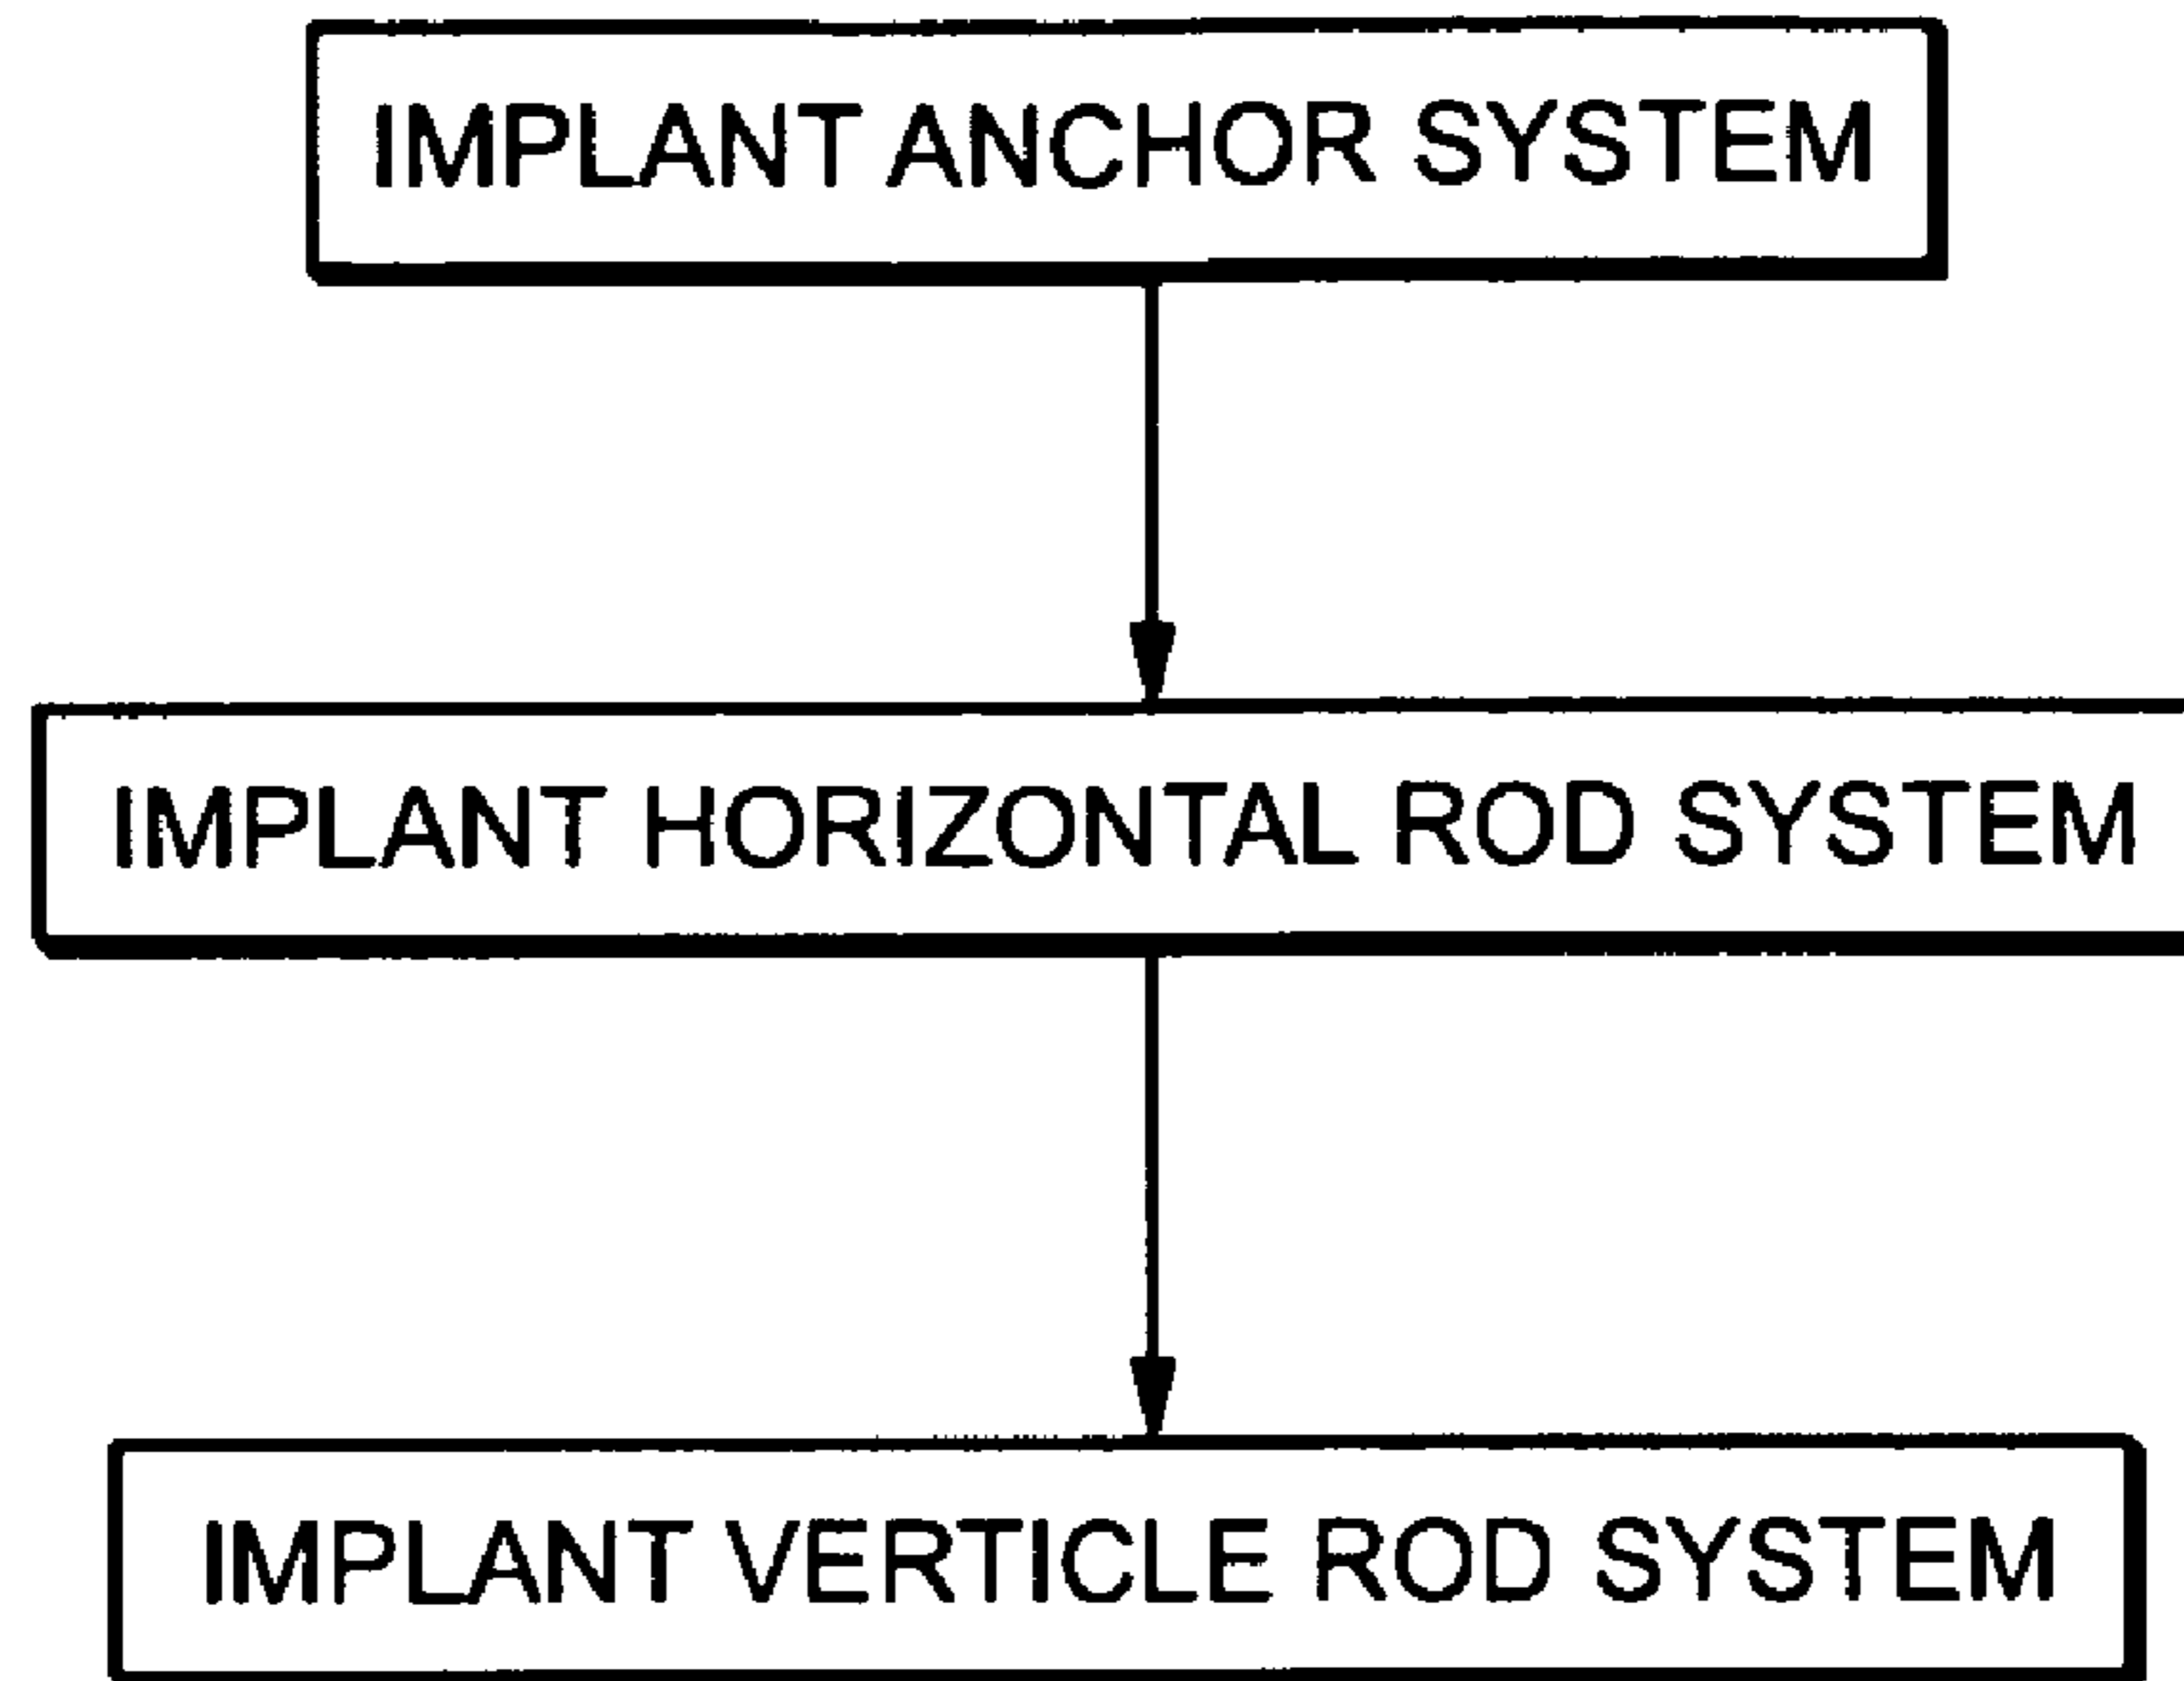 IMPLANT ANCHOR SYSTEM
IMPLANT HORIZONTAL ROD SYSTEM
IMPLANT VERTICLE ROD SYSTEM